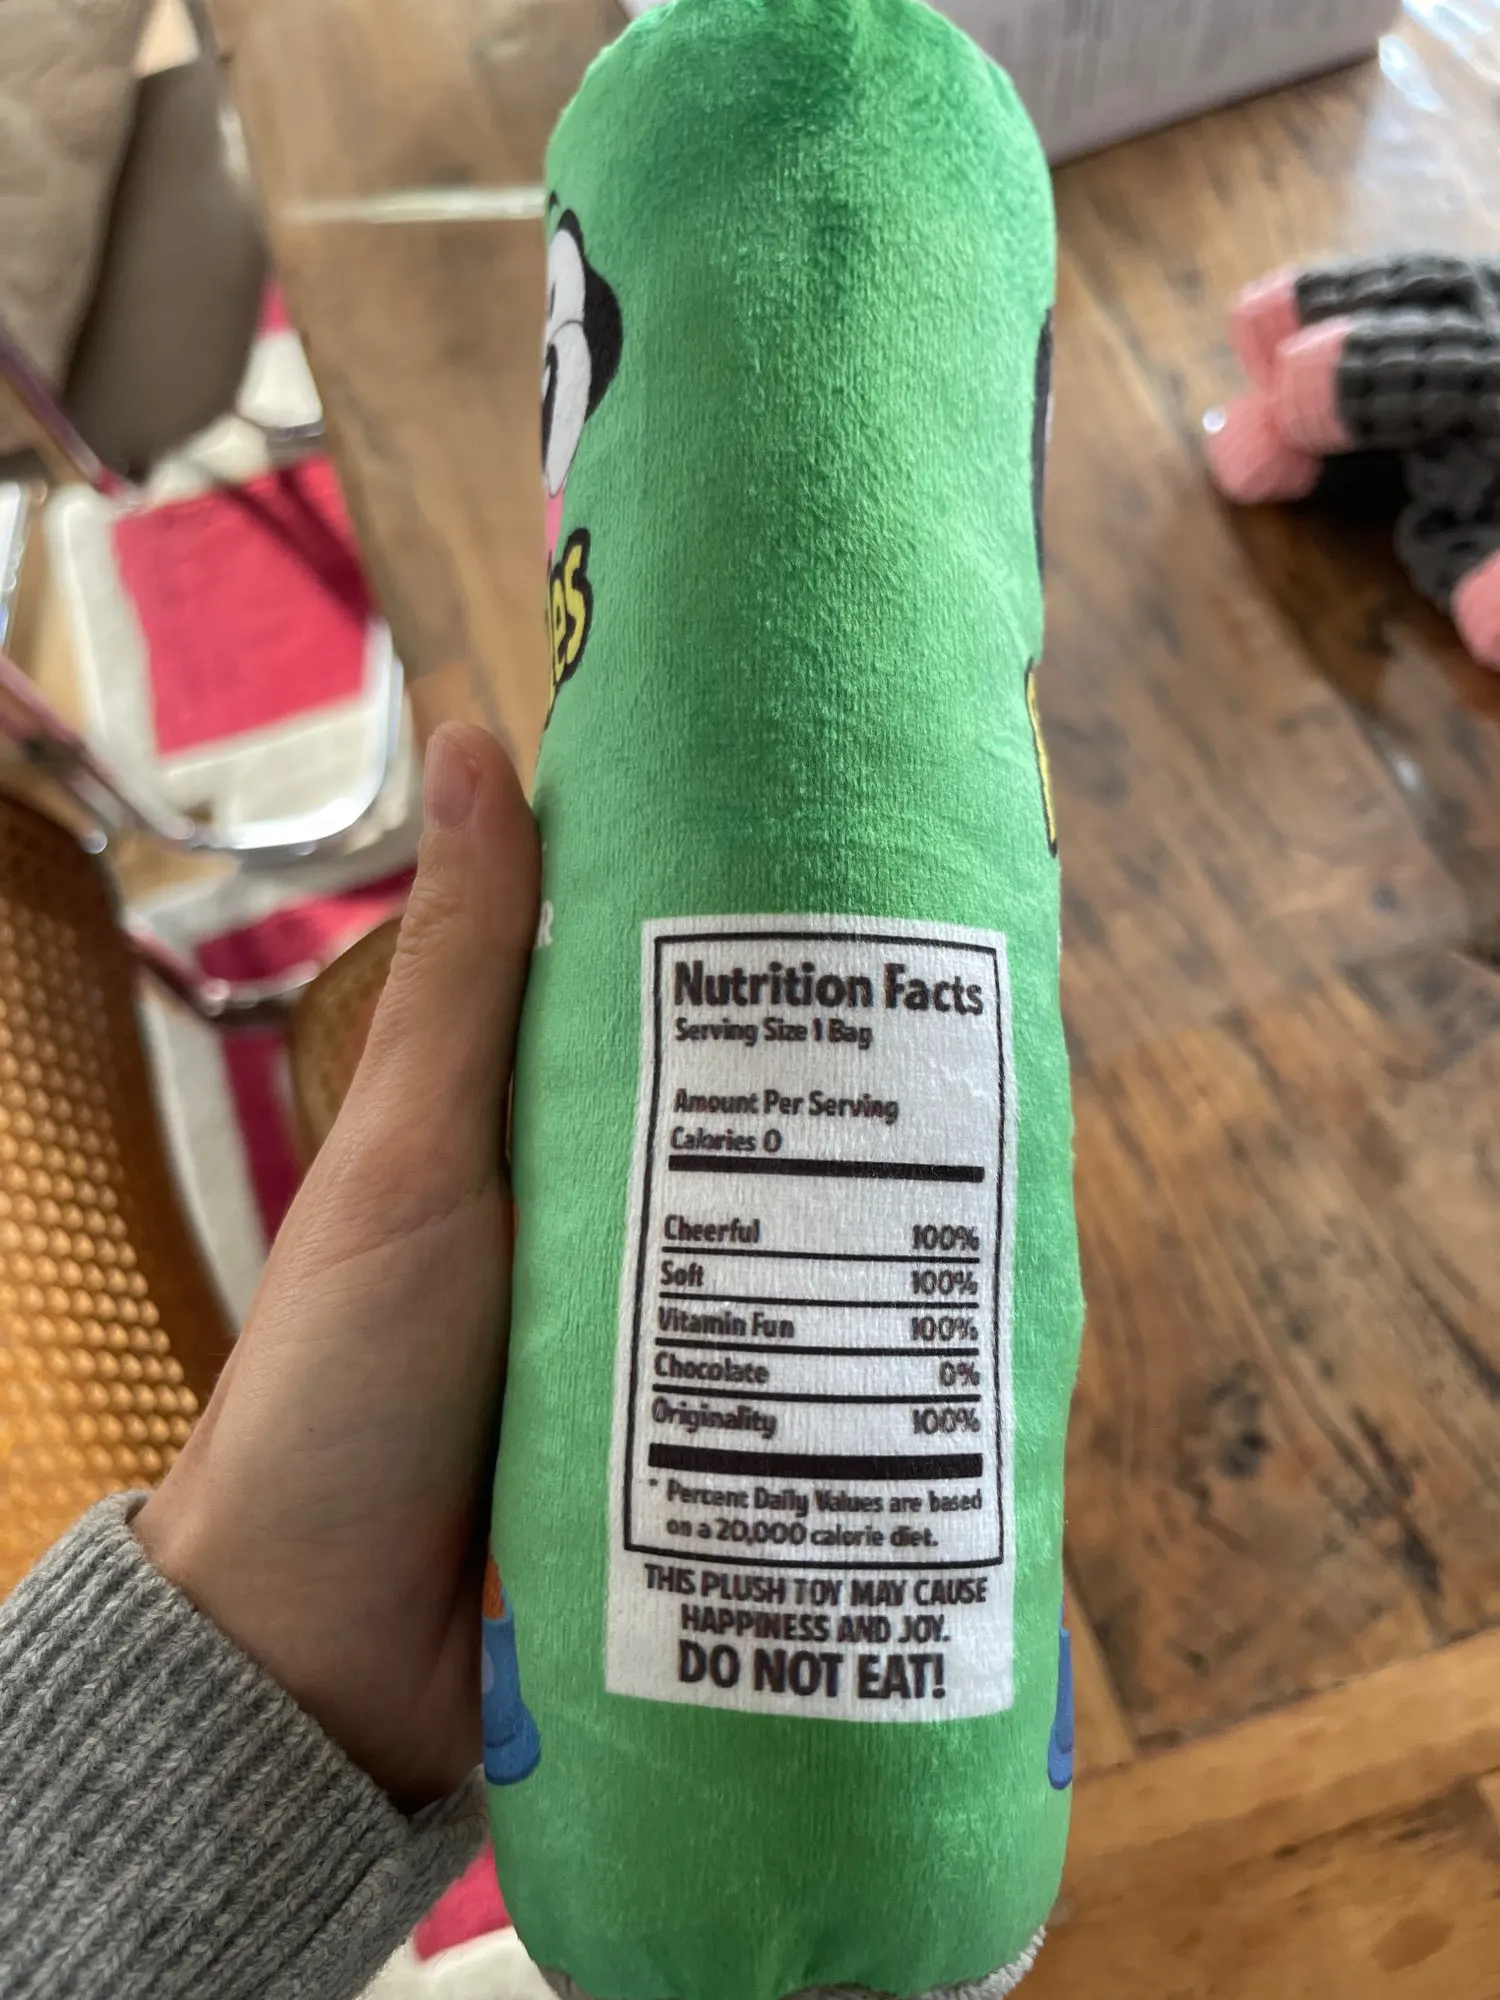 Nutrition Facts
Serving Size 1 Bag
Amount Per Serving
Calories 0
Cheerful 100%
Soft 100%
Vitamin Fun 100%
Chocolate 0%
Originality 100%
* Percent Daily Values are based
on a 20,000 calorie diet.
THIS PLUSH TOY MAY CAUSE
HAPPINESS AND JOY.
DO NOT EAT!